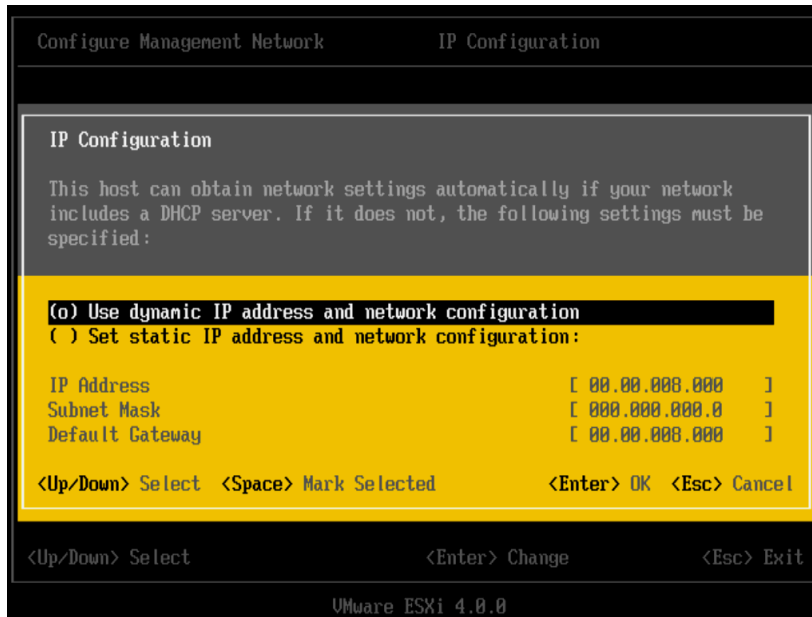 Configure Management Network IP Configuration
IP Configuration
This host can obtain network settings automatically if your network
includes a DHCP server. If it does not, the following settings must be
specified:
(o) Use dynamic IP address and network configuration
( ) Set static IP address and network configuration:
IP Address [ 00.00.008.000 ]
Subnet Mask [ 000.000.000.0 ]
Default Gateway [ 00.00.008.000 ]
<Up/Down> Select <Space> Mark Selected <Enter> OK <Esc> Cancel
<Up/Down> Select <Enter> Change <Esc> Exit
VMware ESXi 4.0.0